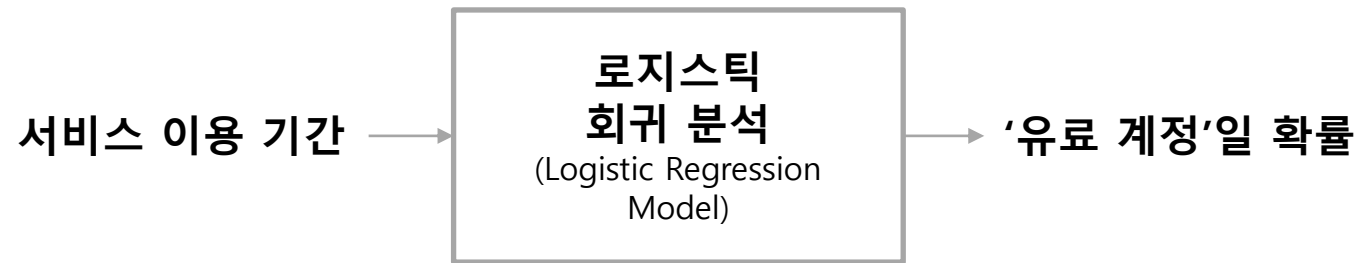 서비스 이용 기간
로지스틱
회귀 분석
(Logistic Regression
Model)
‘유료 계정’일 확률